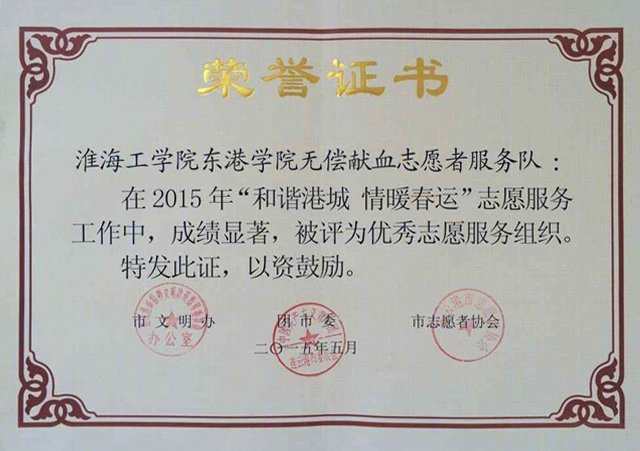 荣誉证书
淮海工学院东港学院无偿献血志愿者服务队：
在2015年“和谐港城 情暖春运”志愿服务
工作中，成绩显著，被评为优秀志愿服务组织。
特发此证，以资鼓励。
市文明办 团市委 市志愿者协会
办公室
二〇一五年五月